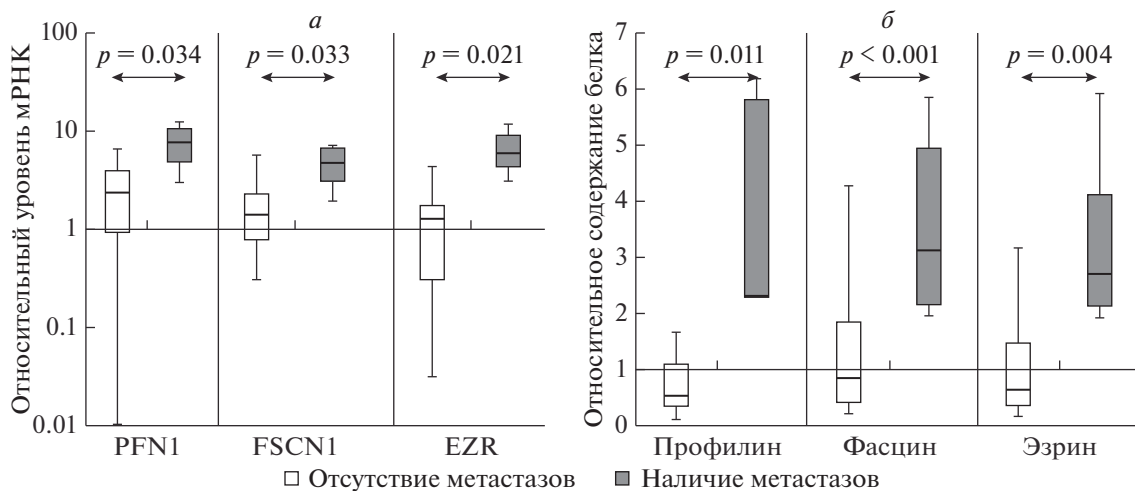 а
Относительный уровень мРНК
100
10
1
0.1
0.01
p = 0.034
p = 0.033
p = 0.021
PFN1
FSCN1
EZR
б
Относительное содержание белка
7
6
5
4
3
2
1
0
p = 0.011
p < 0.001
p = 0.004
Профилин
Фасцин
Эзрин
Отсутствие метастазов
Наличие метастазов